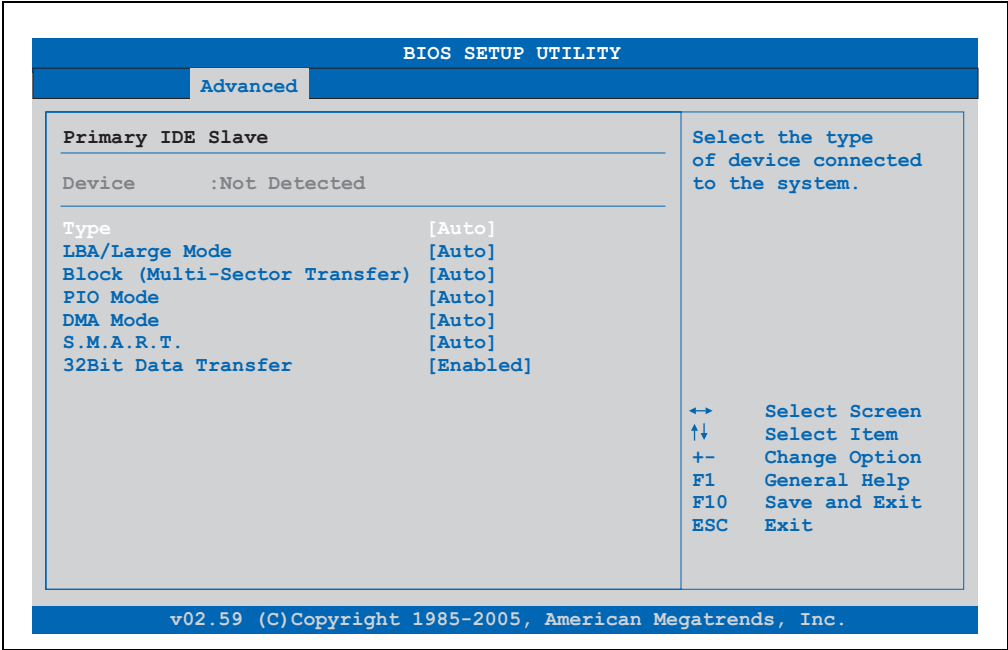 BIOS SETUP UTILITY
Advanced
Primary IDE Slave
Device :Not Detected
Type [Auto]
LBA/Large Mode [Auto]
Block (Multi-Sector Transfer) [Auto]
PIO Mode [Auto]
DMA Mode [Auto]
S.M.A.R.T. [Auto]
32Bit Data Transfer [Enabled]
Select the type
of device connected
to the system.
↔ Select Screen
↑↓ Select Item
+- Change Option
F1 General Help
F10 Save and Exit
ESC Exit
v02.59 (C)Copyright 1985-2005, American Megatrends, Inc.